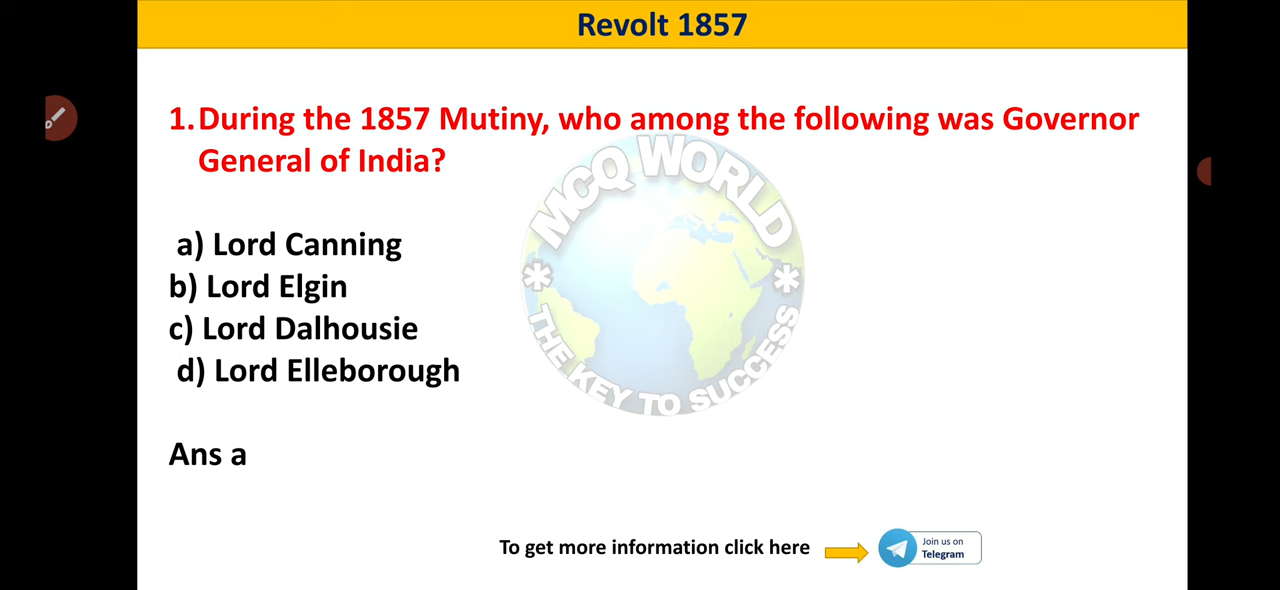 Revolt 1857
1. During the 1857 Mutiny, who among the following was Governor
General of India?
a) Lord Canning
b) Lord Elgin
c) Lord Dalhousie
d) Lord Elleborough
Ans a
MCQ WORLD
* THE KEY TO SUCCESS *
To get more information click here
Join us on
Telegram